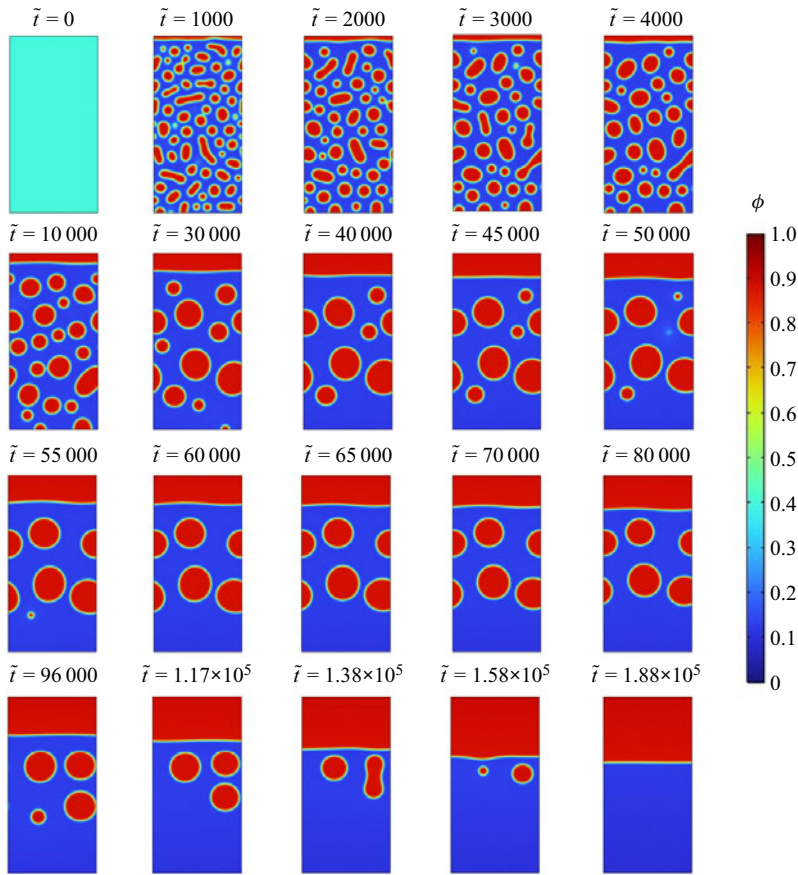 t̃ = 0 t̃ = 1000 t̃ = 2000 t̃ = 3000 t̃ = 4000
ϕ
t̃ = 10 000 t̃ = 30 000 t̃ = 40 000 t̃ = 45 000 t̃ = 50 000
1.0
0.9
0.8
0.7
0.6
0.5
0.4
0.3
0.2
0.1
0
t̃ = 55 000 t̃ = 60 000 t̃ = 65 000 t̃ = 70 000 t̃ = 80 000
t̃ = 96 000 t̃ = 1.17×10⁵ t̃ = 1.38×10⁵ t̃ = 1.58×10⁵ t̃ = 1.88×10⁵